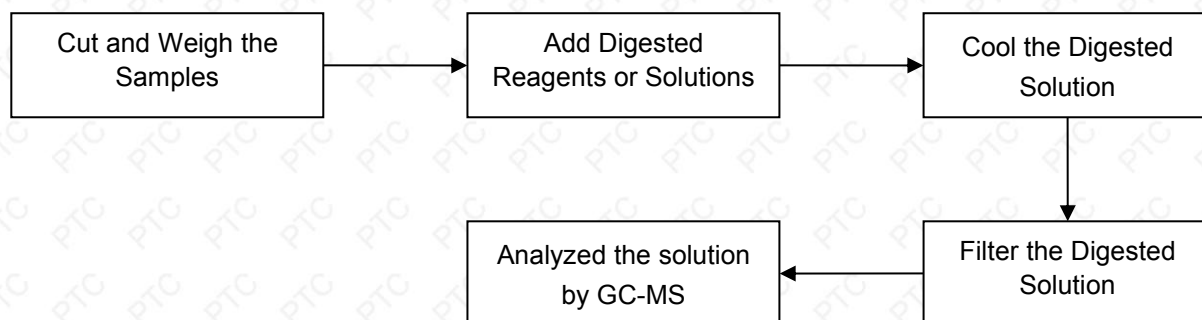 Cut and Weigh the
Samples
Add Digested
Reagents or Solutions
Cool the Digested
Solution
Filter the Digested
Solution
Analyzed the solution
by GC-MS
PTC